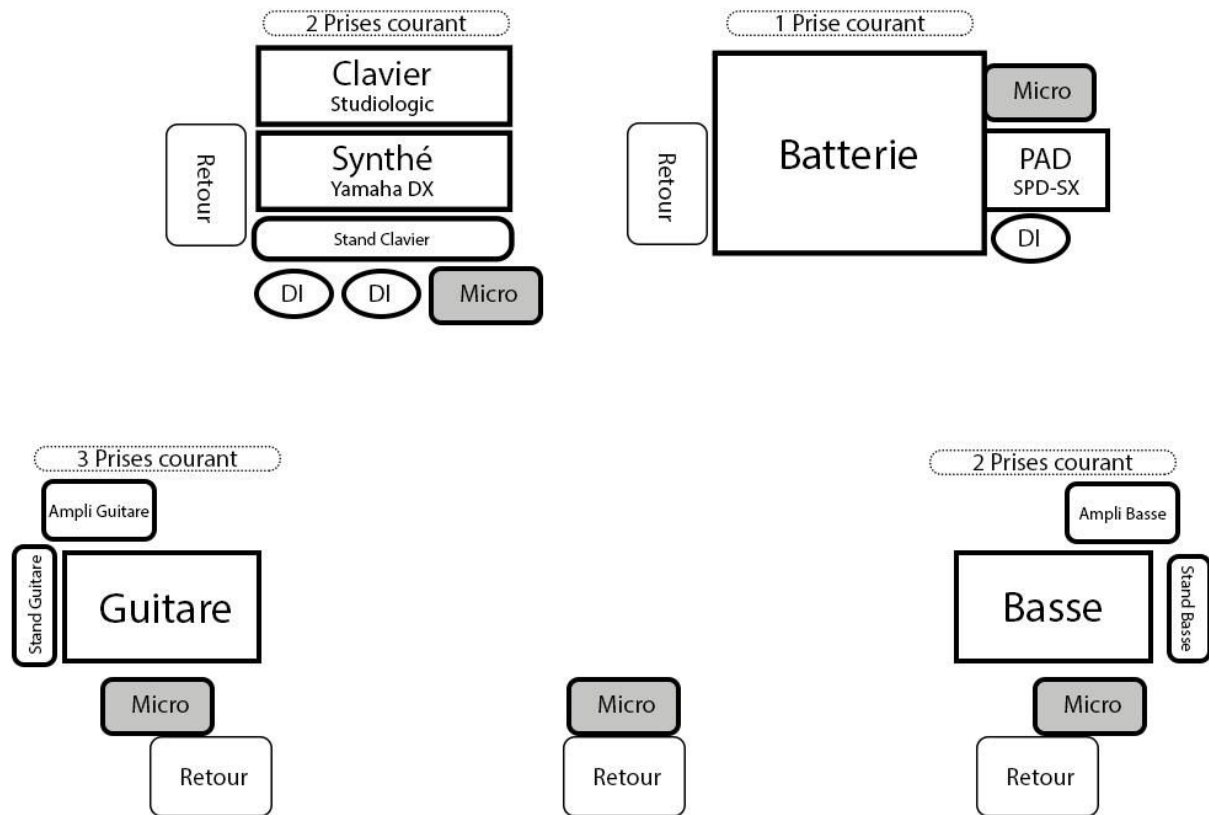 2 Prises courant
Clavier
Studiologic
Synthé
Yamaha DX
Retour
Stand Clavier
DI
DI
Micro
1 Prise courant
Batterie
Retour
Micro
PAD
SPD-SX
DI
3 Prises courant
Ampli Guitare
Stand Guitare
Guitare
Micro
Retour
Micro
Retour
2 Prises courant
Ampli Basse
Basse
Stand Basse
Micro
Retour